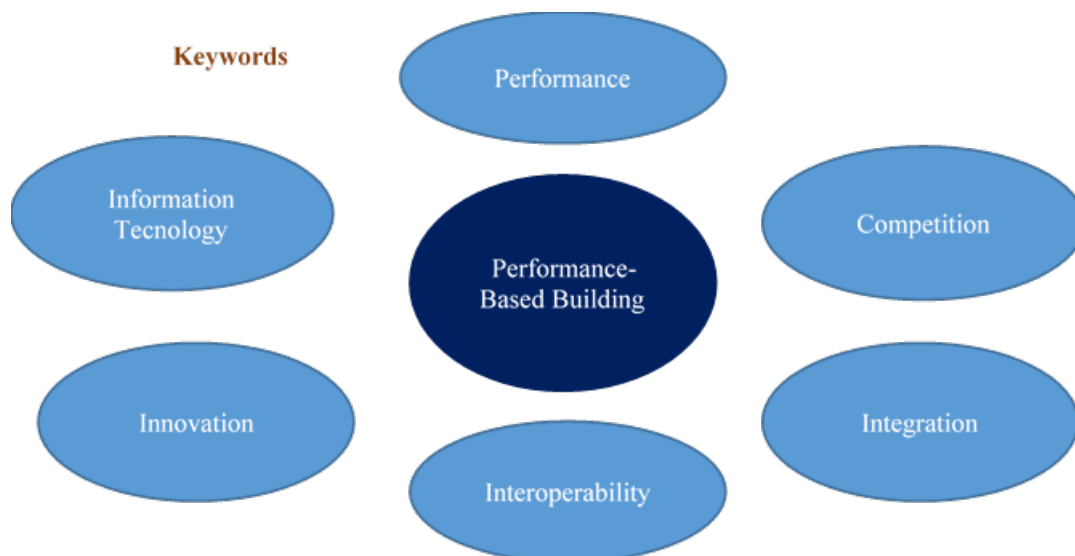 Keywords
Performance
Information
Tecnology
Competition
Performance-
Based Building
Innovation
Integration
Interoperability